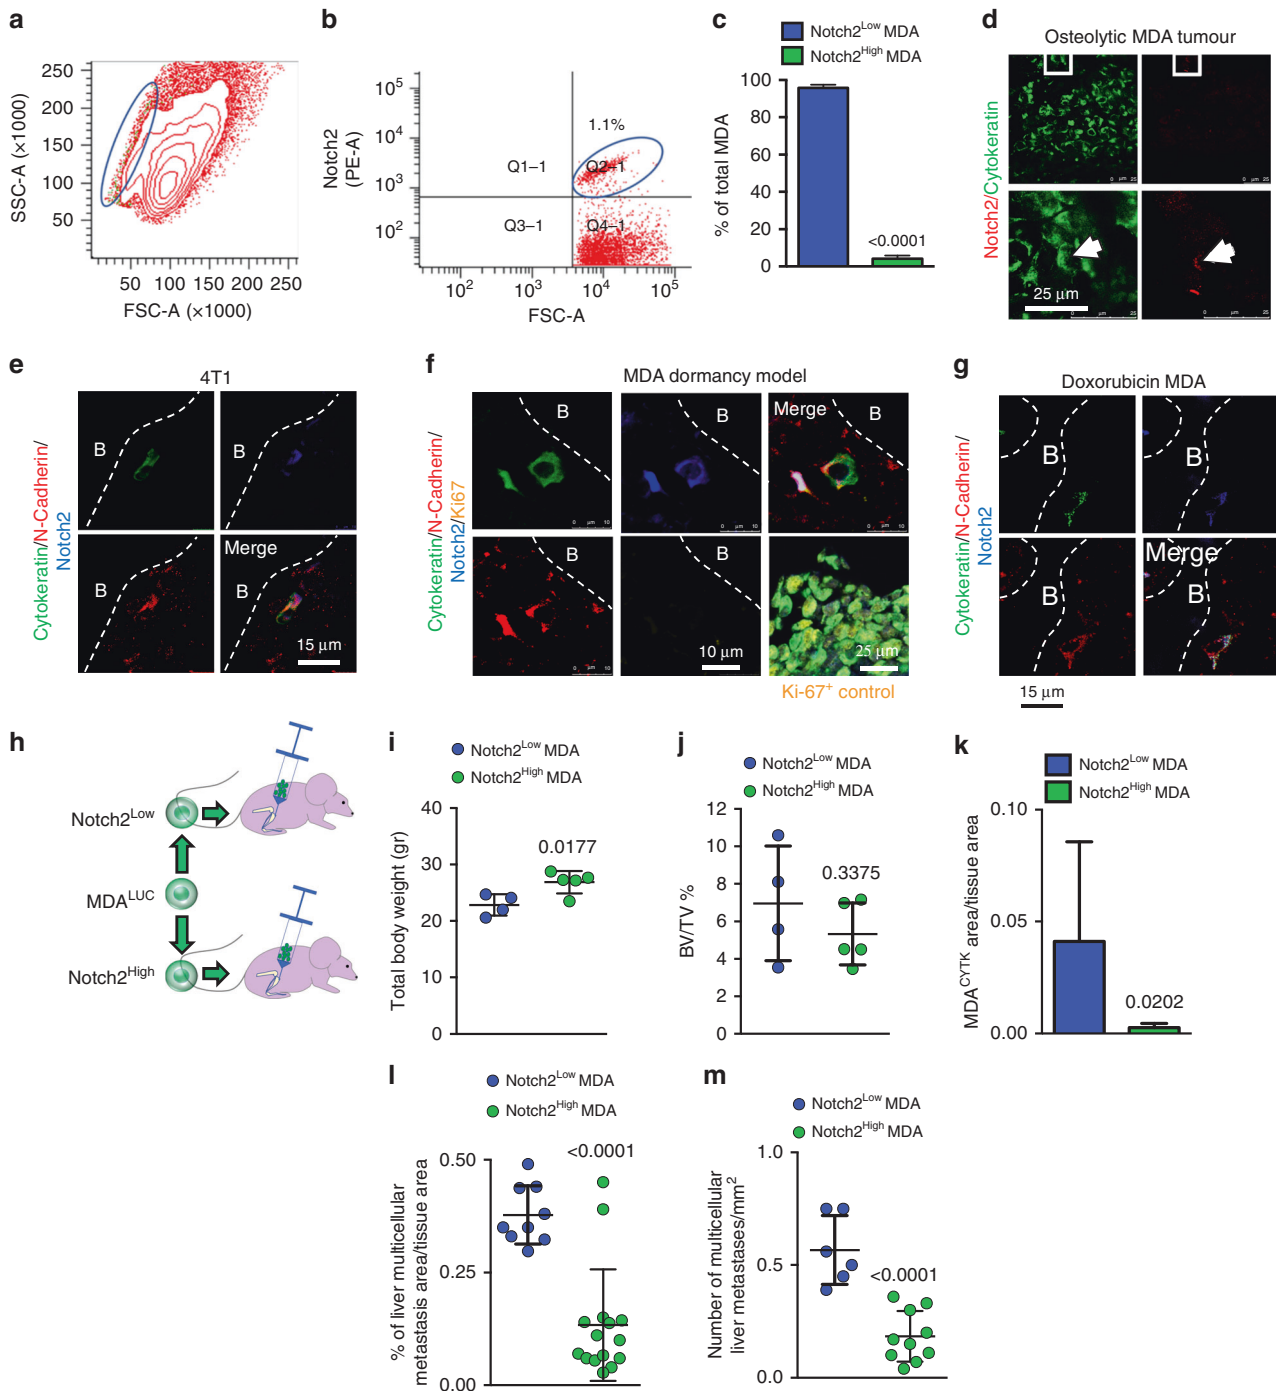 a
SSC-A (×1000)
250
200
150
100
50
50 100 150 200 250
FSC-A (×1000)
b
Notch2
(PE-A)
10^5
10^4
10^3
10^2
1.1%
Q1–1
Q2–1
Q3–1
Q4–1
10^2 10^3 10^4 10^5
FSC-A
c
Notch2^Low MDA
Notch2^High MDA
% of total MDA
100
80
60
40
20
0
<0.0001
d
Osteolytic MDA tumour
Notch2/Cytokeratin
25 µm
e
4T1
Cytokeratin/N-Cadherin/
Notch2
B
B
B
Merge
B
15 µm
f
MDA dormancy model
Cytokeratin/N-Cadherin/
Notch2/Ki67
B
B
Merge
B
B
B
10 µm
25 µm
Ki-67+ control
g
Doxorubicin MDA
Cytokeratin/N-Cadherin/
Notch2
B
B
B
Merge
B
15 µm
h
Notch2^Low
MDA^LUC
Notch2^High
i
Notch2^Low MDA
Notch2^High MDA
Total body weight (gr)
40
30
20
10
0
0.0177
j
Notch2^Low MDA
Notch2^High MDA
BV/TV %
12
10
8
6
4
2
0
0.3375
k
Notch2^Low MDA
Notch2^High MDA
MDA^CYTK area/tissue area
0.10
0.05
0.00
0.0202
l
Notch2^Low MDA
Notch2^High MDA
% of liver multicellular
metastasis area/tissue area
0.50
0.25
0.00
<0.0001
m
Notch2^Low MDA
Notch2^High MDA
Number of multicellular
liver metastases/mm^2
1.0
0.5
0.0
<0.0001